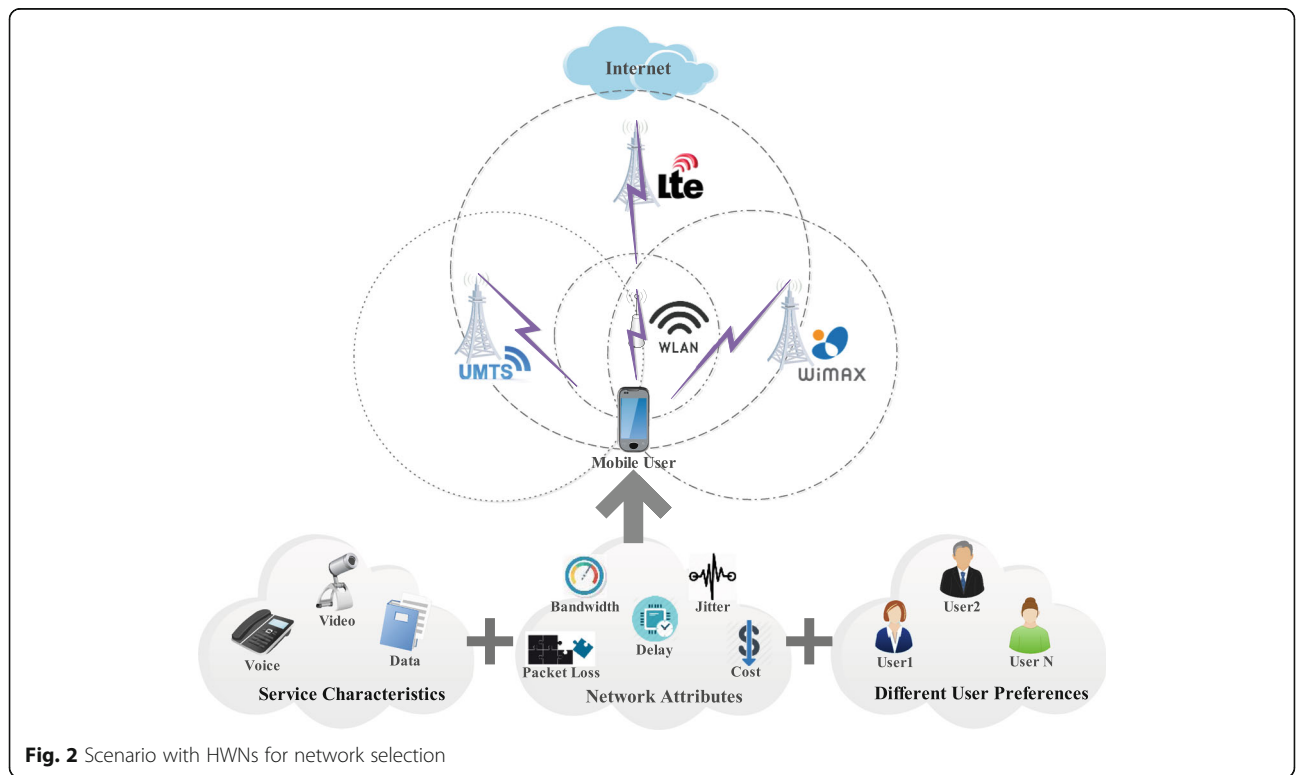 Internet
Lte
WLAN
UMTS
WiMAX
Mobile User
Video
Voice
Data
Service Characteristics
Bandwidth
Jitter
Delay
Packet Loss
Cost
Network Attributes
User2
User1
User N
Different User Preferences
Fig. 2 Scenario with HWNs for network selection